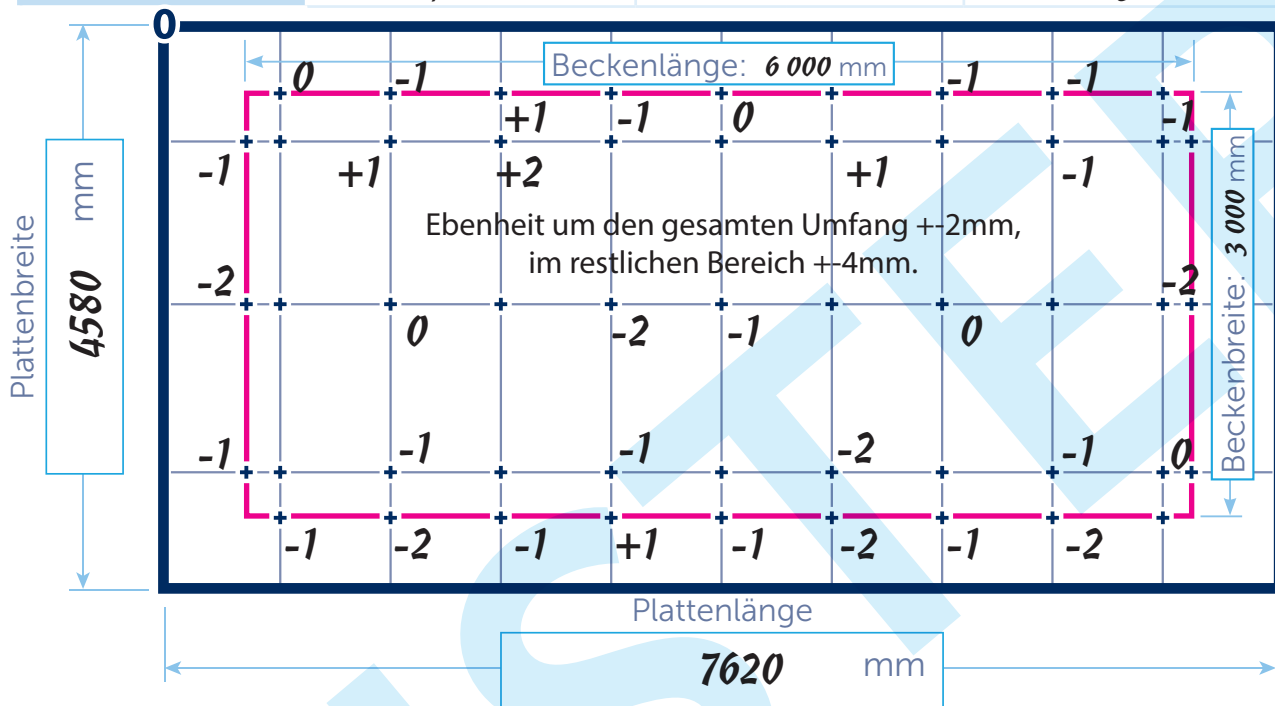 0
Beckenlänge: 6 000 mm
0 -1 -1 -1
+1 -1 0 -1
-1 +1 +2 +1 -1
Ebenheit um den gesamten Umfang +-2mm,
im restlichen Bereich +-4mm.
-2 -2
0 -2 -1 0
-1 -1 -1 -2 -1 0
-1 -2 -1 +1 -1 -2 -1 -2
Plattenbreite
4580 mm
Beckenbreite: 3 000 mm
Plattenlänge
7620 mm